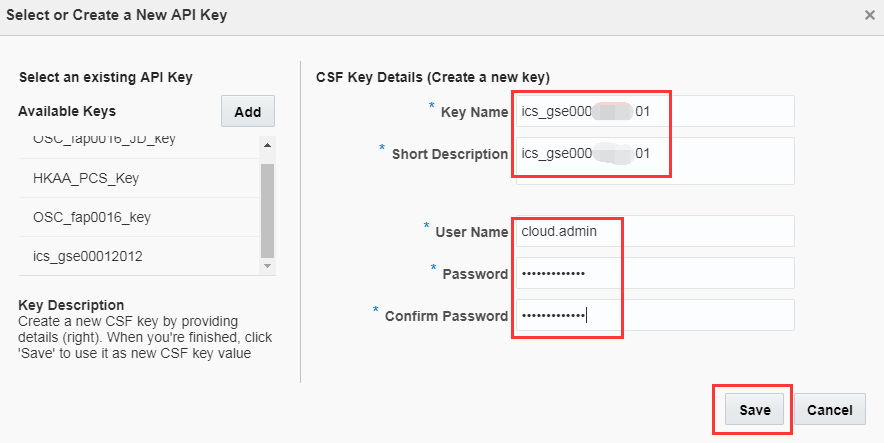 Select or Create a New API Key
×
Select an existing API Key
Available Keys
Add
OSC_fap0016_JD_key
HKAA_PCS_Key
OSC_fap0016_key
ics_gse00012012
Key Description
Create a new CSF key by providing
details (right). When you're finished, click
'Save' to use it as new CSF key value
CSF Key Details (Create a new key)
* Key Name ics_gse000 01
* Short Description ics_gse000 01
* User Name cloud.admin
* Password •••••••••••••
* Confirm Password •••••••••••••
Save Cancel